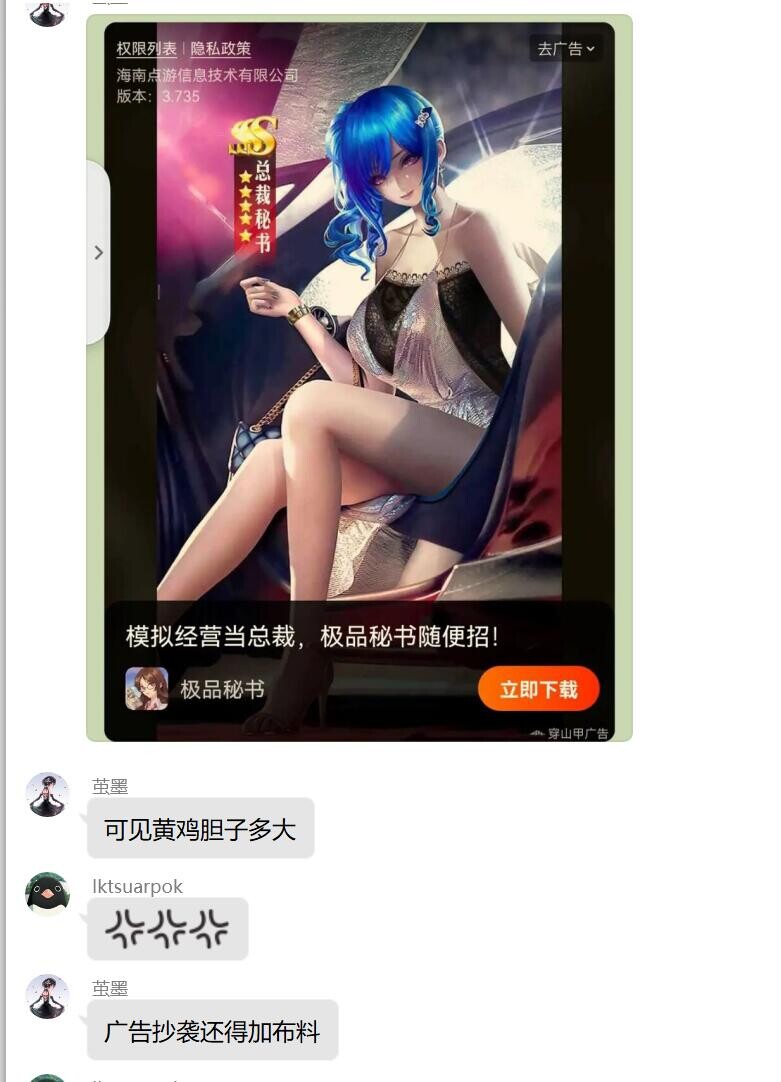 权限列表 | 隐私政策
去广告
海南点游信息技术有限公司
版本：3.735
SSS
总裁秘书
模拟经营当总裁，极品秘书随便招！
极品秘书
立即下载
穿山甲广告
茧墨
可见黄鸡胆子多大
lktsuarpok
茧墨
广告抄袭还得加布料